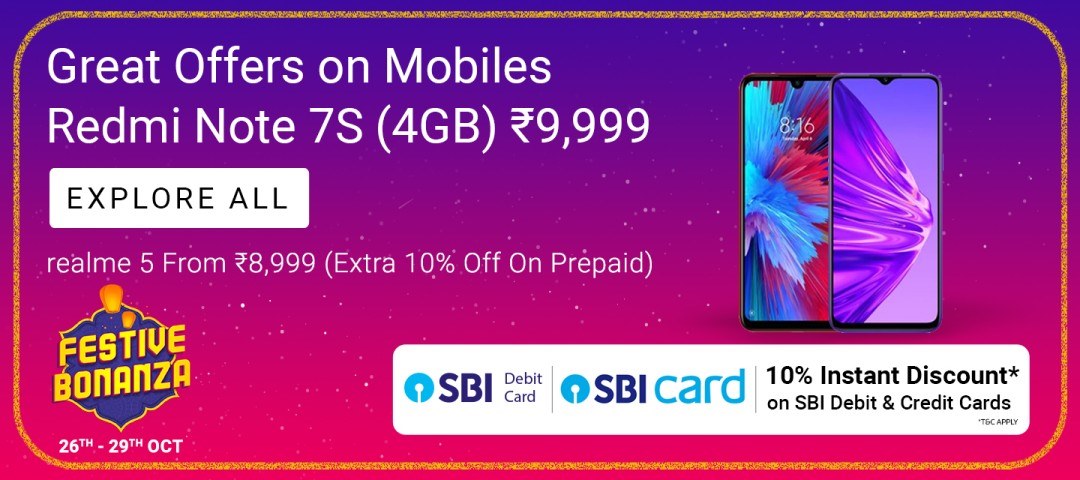 Great Offers on Mobiles
Redmi Note 7S (4GB) ₹9,999
EXPLORE ALL
realme 5 From ₹8,999 (Extra 10% Off On Prepaid)
FESTIVE
BONANZA
26TH - 29TH OCT
SBI Debit Card
SBI card
10% Instant Discount*
on SBI Debit & Credit Cards
*T&C APPLY
8:16